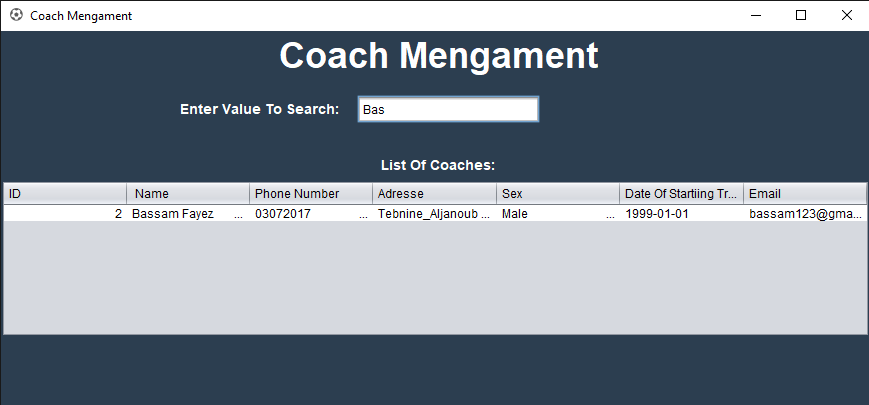 Coach Mengament
Coach Mengament
Enter Value To Search: Bas
List Of Coaches:
ID Name Phone Number Adresse Sex Date Of Startiing Tr... Email
2 Bassam Fayez ... 03072017 ... Tebnine_Aljanoub ... Male ... 1999-01-01 bassam123@gma...